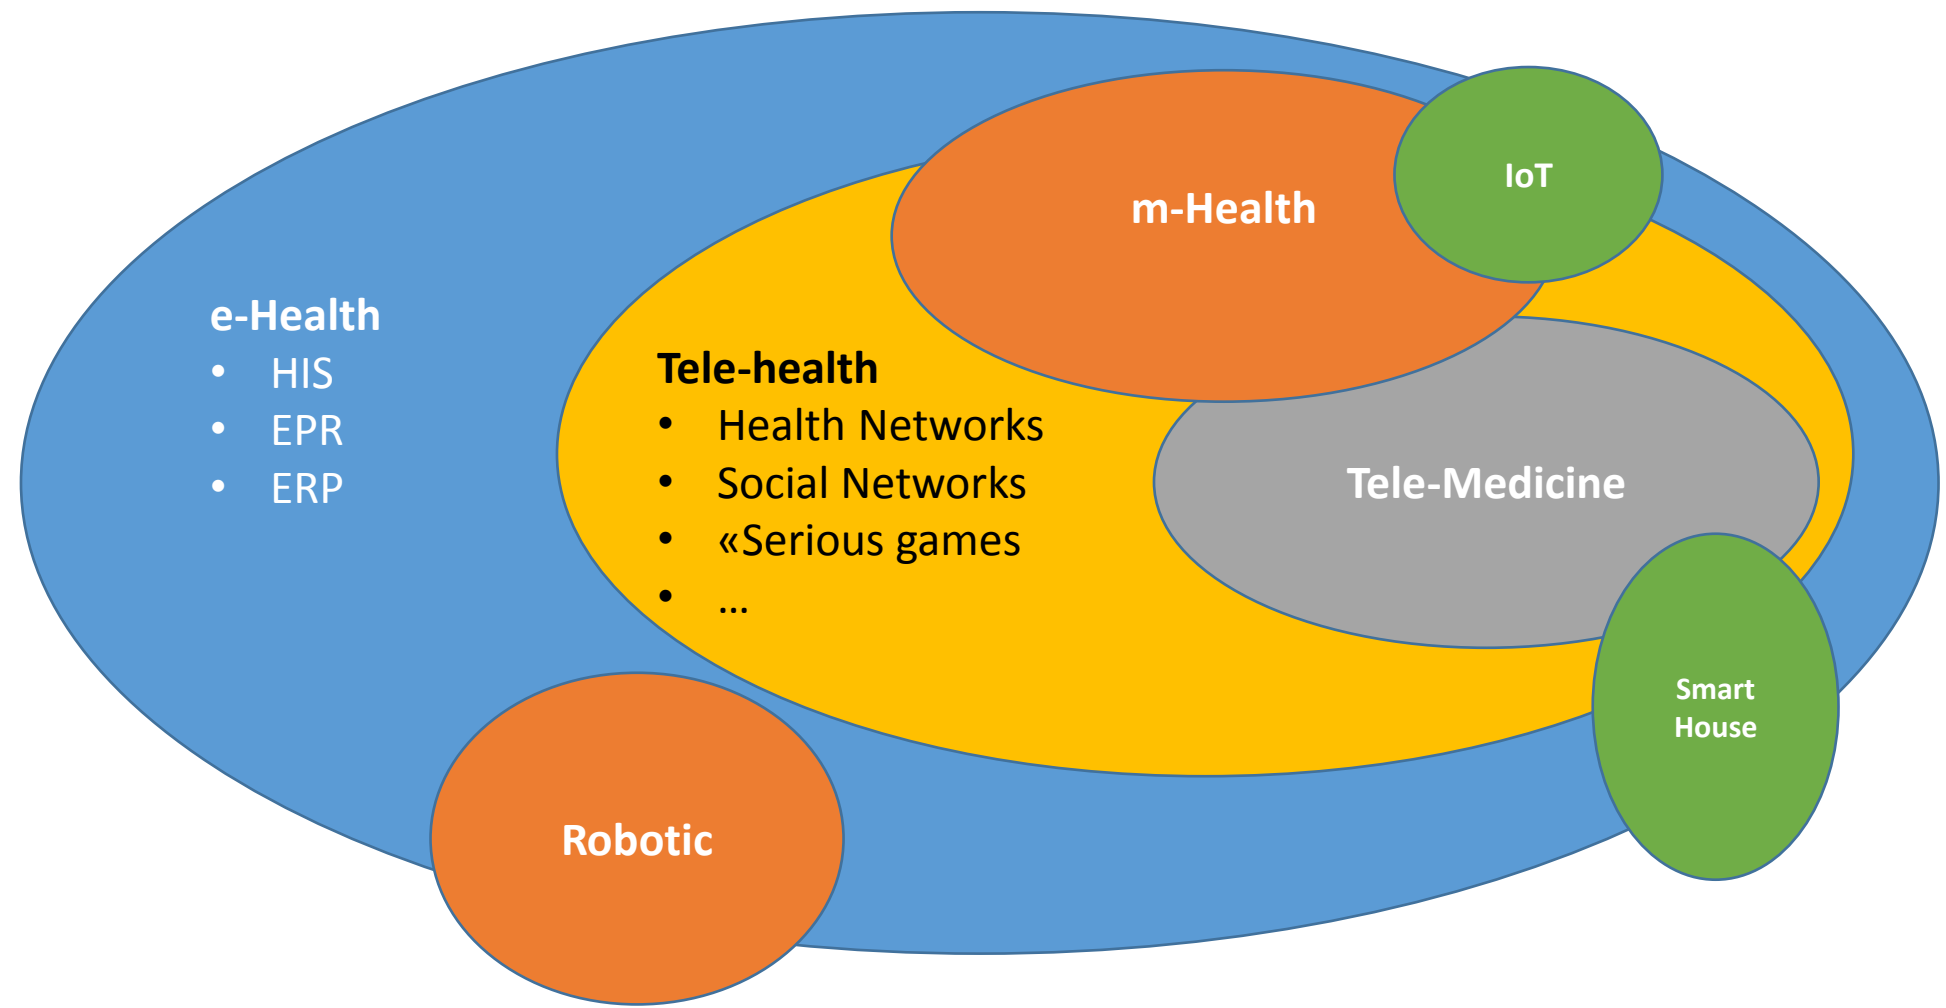 e-Health
• HIS
• EPR
• ERP
Tele-health
• Health Networks
• Social Networks
• «Serious games
• ...
m-Health
IoT
Tele-Medicine
Smart
House
Robotic